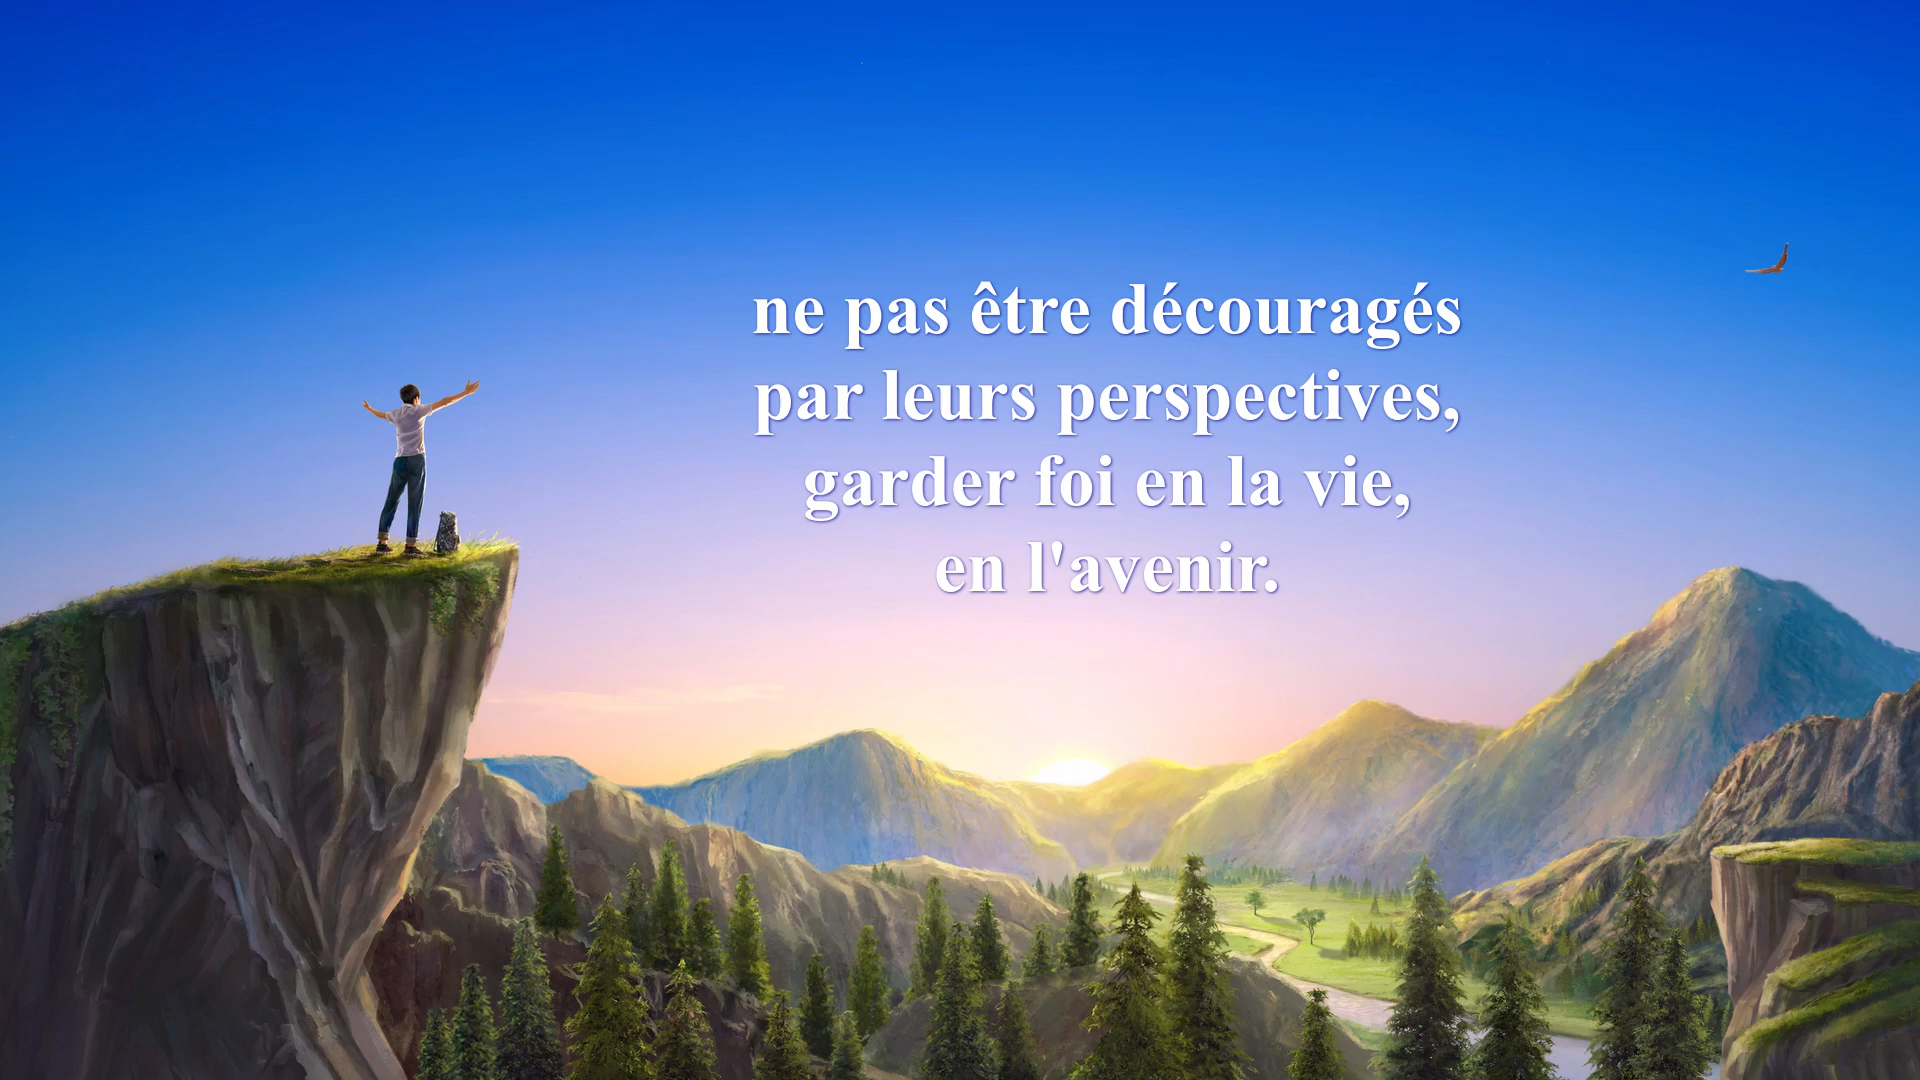 ne pas être découragés
par leurs perspectives,
garder foi en la vie,
en l'avenir.